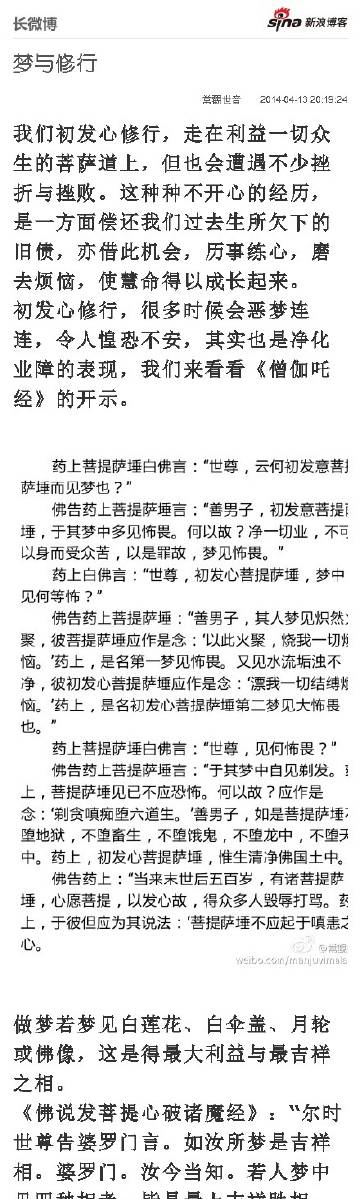 长微博
sina 新浪博客
梦与修行
2014-04-13 20:19:24
我们初发心修行，走在利益一切众
生的菩萨道上，但也会遭遇不少挫
折与挫败。这种种不开心的经历，
是一方面偿还我们过去生所欠下的
旧债，亦借此机会，历事练心，磨
去烦恼，使慧命得以成长起来。
初发心修行，很多时候会恶梦连
连，令人惶恐不安，其实也是净化
业障的表现，我们来看看《僧伽吒
经》的开示。
药上菩提萨埵白佛言：“世尊，云何初发意菩提
萨埵而见梦也？”
佛告药上菩提萨埵言：“善男子，初发意菩提
埵，于其梦中多见怖畏。何以故？净一切业，不可
以身而受众苦，以是罪故，梦见怖畏。”
药上白佛言：“世尊，初发心菩提萨埵，梦中
见何等怖？”
佛告药上菩提萨埵：“善男子，其人梦见炽然
聚，彼菩提萨埵应作是念：‘以此火聚，烧我一切
恼。’药上，是名第一梦见怖畏。又见水流垢浊不
净，彼初发心菩提萨埵应作是念：‘漂我一切结缚
恼。’药上，是名初发心菩提萨埵第二梦见大怖畏
也。”
药上菩提萨埵白佛言：“世尊，见何怖畏？”
佛告药上菩提萨埵言：“于其梦中自见剃发。
上，菩提萨埵见已不应恐怖。何以故？应作是
念：‘剃贪嗔痴堕六道生。’善男子，如是菩提萨埵
堕地狱，不堕畜生，不堕饿鬼，不堕龙中，不堕天
中。药上，初发心菩提萨埵，惟生清净佛国土中。
佛告药上：“当来末世后五百岁，有诸菩提萨
埵，心愿菩提，以发心故，得众多人毁辱打骂。
上，于彼但应为其说法：‘菩提萨埵不应起于嗔恚
心。
weibo.com/manjuvimala
做梦若梦见白莲花、白伞盖、月轮
或佛像，这是得最大利益与最吉祥
之相。
《佛说发菩提心破诸魔经》：“尔时
世尊告婆罗门言。如汝所梦是吉祥
相。婆罗门。汝今当知。若人梦中